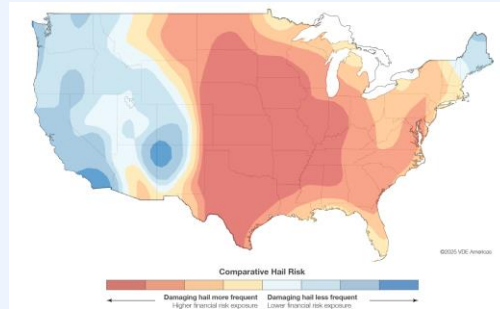 ©2025 VDE Americas
Comparative Hail Risk
Damaging hail more frequent Damaging hail less frequent
Higher financial risk exposure Lower financial risk exposure